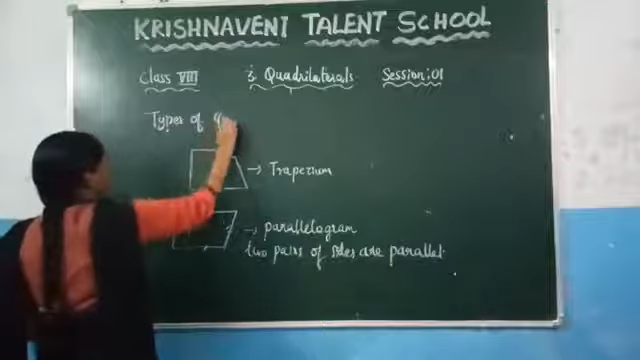 KRISHNAVENI TALENT SCHOOL
Class VIII 3. Quadrilaterals Session:01
Types of
→ Trapezium
→ parallelogram
two pairs of sides are parallel.